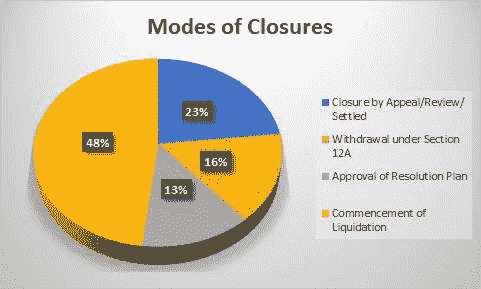 Modes of Closures
23%
48%
16%
13%
Closure by Appeal/Review/
Settled
Withdrawal under Section
12A
Approval of Resolution Plan
Commencement of
Liquidation